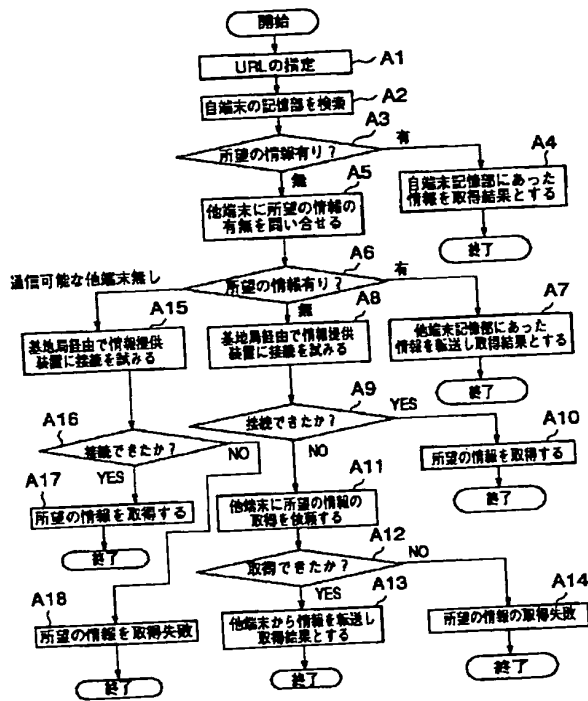 開始
A1
URLの指定
A2
自端末の記憶部を検索
A3
所望の情報有り?
有
無
A4
自端末記憶部にあった
情報を取得結果とする
終了
A5
他端末に所望の情報の
有無を問い合せる
A6
所望の情報有り?
通信可能な他端末無し
有
無
A7
他端末記憶部にあった
情報を転送し取得結果とする
終了
A15
基地局経由で情報提供
装置に接続を試みる
A8
基地局経由で情報提供
装置に接続を試みる
A9
接続できたか?
YES
NO
A10
所望の情報を取得する
終了
A16
接続できたか?
NO
YES
A17
所望の情報を取得する
終了
A11
他端末に所望の情報の
取得を依頼する
A12
取得できたか?
NO
YES
A13
他端末から情報を転送し
取得結果とする
終了
A14
所望の情報の取得失敗
終了
A18
所望の情報を取得失敗
終了